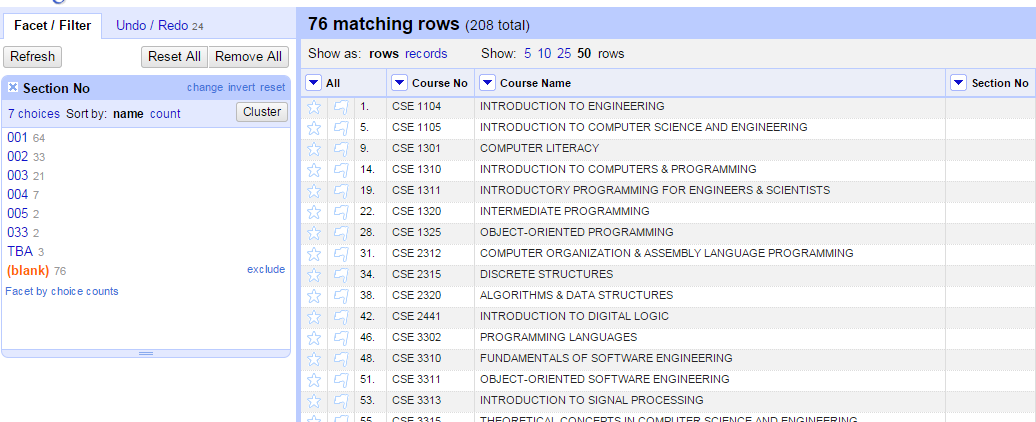 Facet / Filter Undo / Redo 24
Refresh Reset All Remove All
Section No change invert reset
7 choices Sort by: name count Cluster
001 64
002 33
003 21
004 7
005 2
033 2
TBA 3
(blank) 76 exclude
Facet by choice counts
76 matching rows (208 total)
Show as: rows records Show: 5 10 25 50 rows
All Course No Course Name Section No
1. CSE 1104 INTRODUCTION TO ENGINEERING
5. CSE 1105 INTRODUCTION TO COMPUTER SCIENCE AND ENGINEERING
9. CSE 1301 COMPUTER LITERACY
14. CSE 1310 INTRODUCTION TO COMPUTERS & PROGRAMMING
19. CSE 1311 INTRODUCTORY PROGRAMMING FOR ENGINEERS & SCIENTISTS
22. CSE 1320 INTERMEDIATE PROGRAMMING
28. CSE 1325 OBJECT-ORIENTED PROGRAMMING
31. CSE 2312 COMPUTER ORGANIZATION & ASSEMBLY LANGUAGE PROGRAMMING
34. CSE 2315 DISCRETE STRUCTURES
38. CSE 2320 ALGORITHMS & DATA STRUCTURES
42. CSE 2441 INTRODUCTION TO DIGITAL LOGIC
46. CSE 3302 PROGRAMMING LANGUAGES
48. CSE 3310 FUNDAMENTALS OF SOFTWARE ENGINEERING
51. CSE 3311 OBJECT-ORIENTED SOFTWARE ENGINEERING
53. CSE 3313 INTRODUCTION TO SIGNAL PROCESSING
55. CSE 3315 THEORETICAL CONCEPTS IN COMPUTER SCIENCE AND ENGINEERING